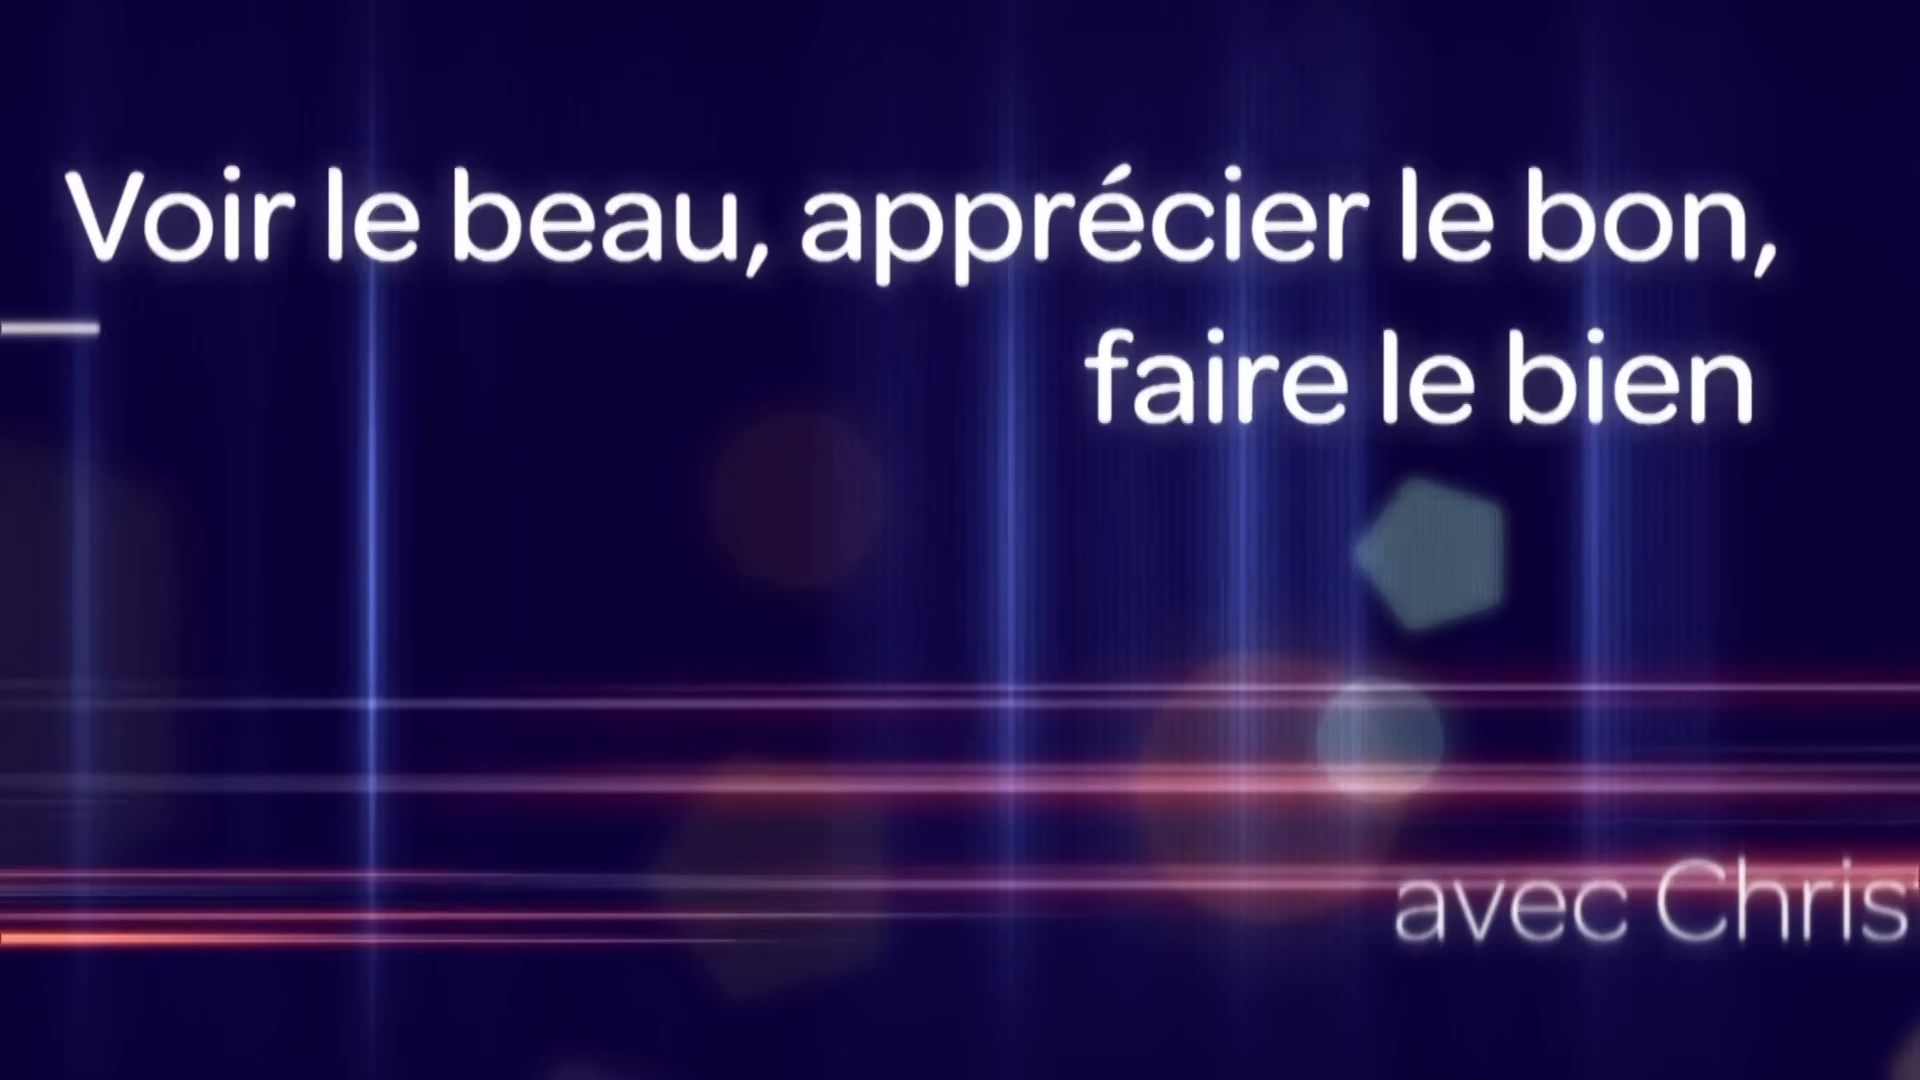 Voir le beau, apprécier le bon,
faire le bien
avec